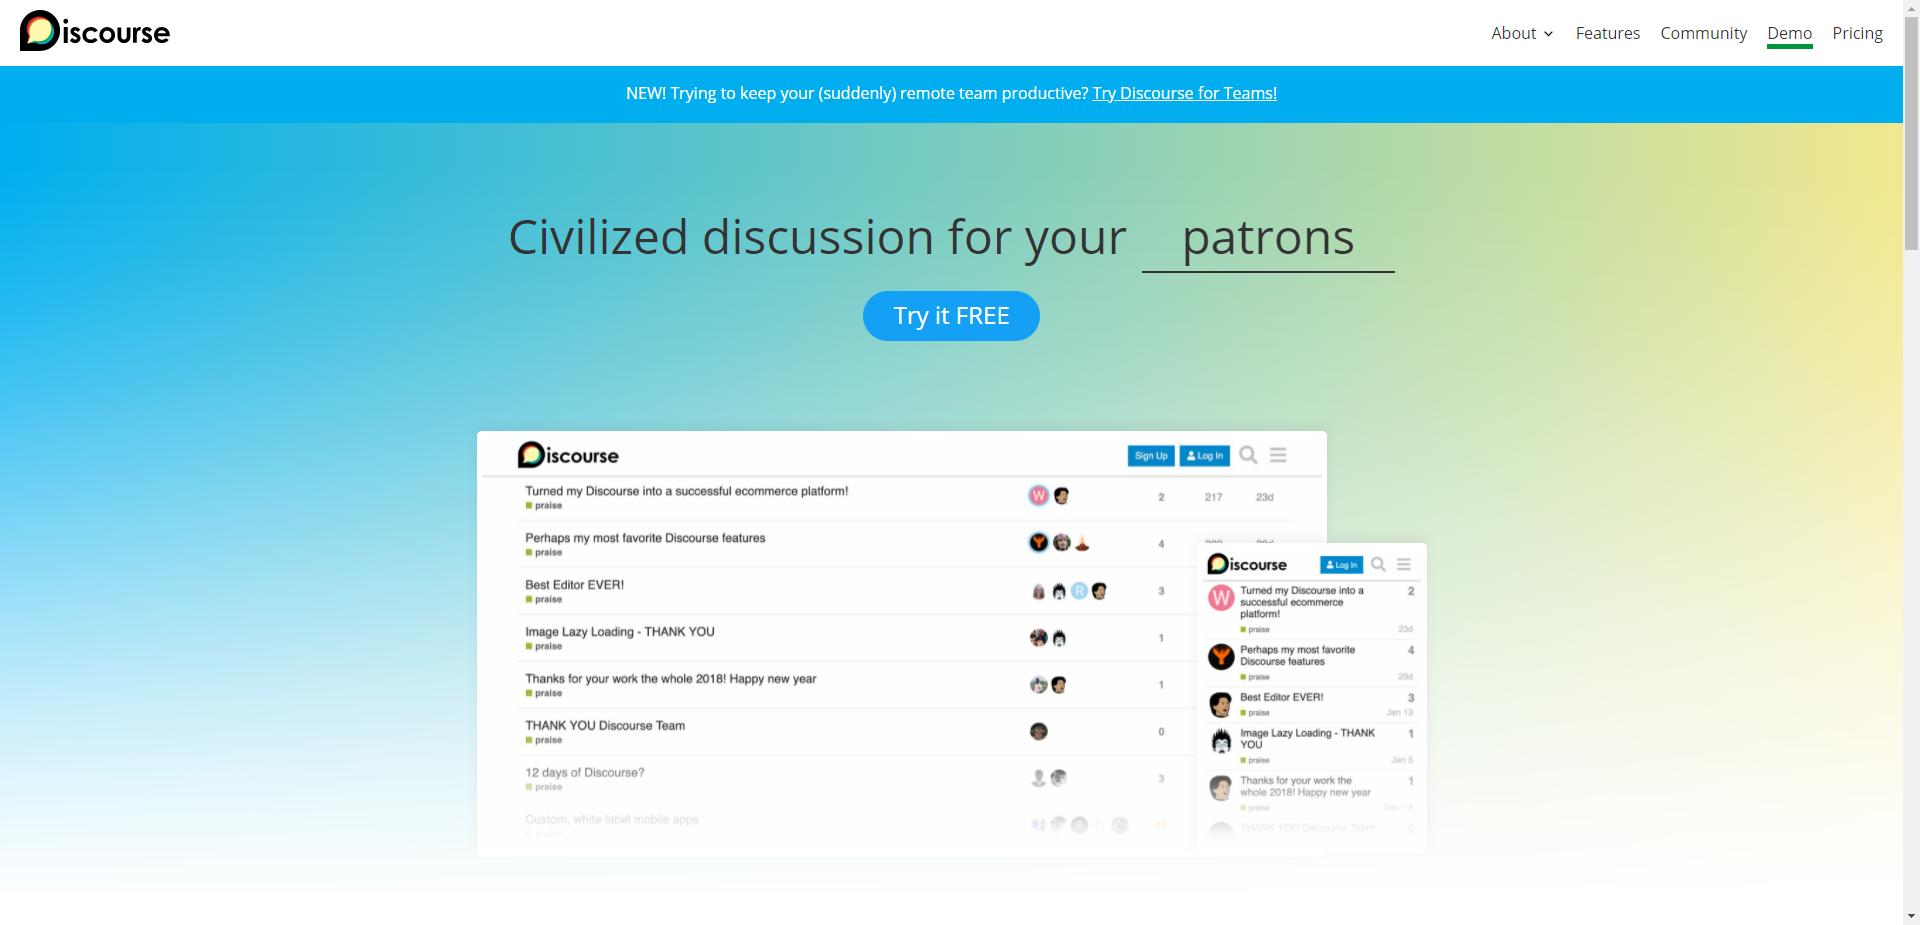 Discourse
About
Features
Community
Demo
Pricing
NEW! Trying to keep your (suddenly) remote team productive? Try Discourse for Teams!
Civilized discussion for your patrons
Try it FREE
Discourse
Sign Up
Log In
Turned my Discourse into a successful ecommerce platform!
praise
W
2
217
23d
Perhaps my most favorite Discourse features
praise
4
Best Editor EVER!
praise
R
3
Image Lazy Loading - THANK YOU
praise
1
Thanks for your work the whole 2018! Happy new year
praise
1
THANK YOU Discourse Team
praise
0
12 days of Discourse?
praise
3
Custom, white label mobile apps
praise
10
Discourse
Log In
W
Turned my Discourse into a
successful ecommerce
platform!
2
praise
23d
Perhaps my most favorite
Discourse features
4
praise
29d
Best Editor EVER!
3
praise
Jan 13
Image Lazy Loading - THANK
YOU
1
praise
Jan 5
Thanks for your work the
whole 2018! Happy new year
1
praise
Dec '18
THANK YOU Discourse Team
0